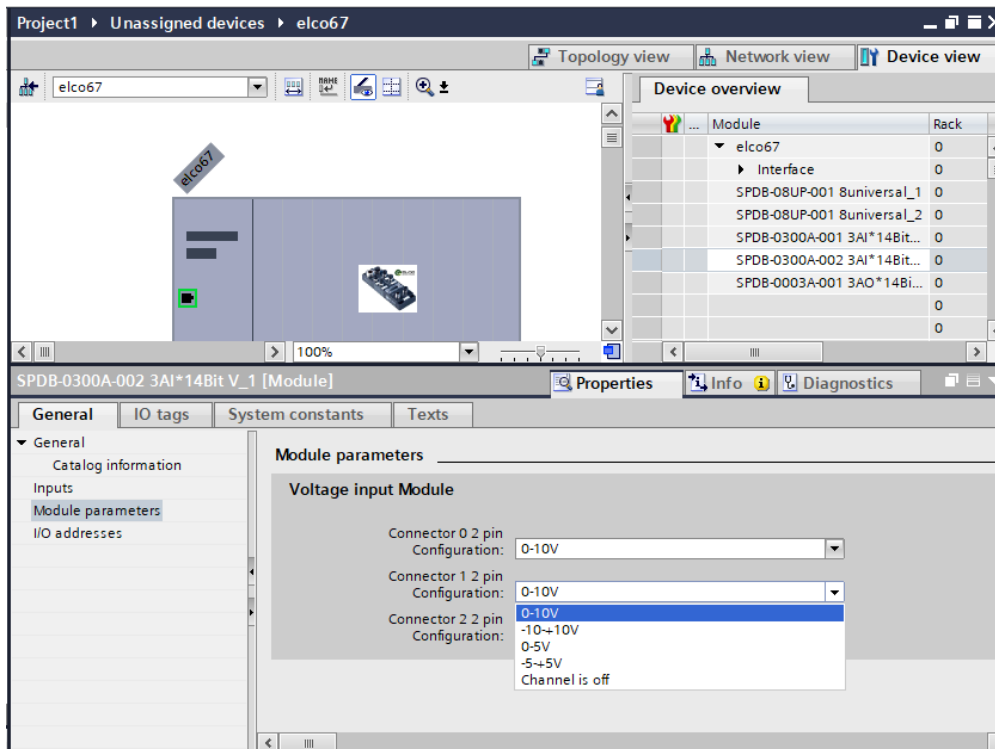 Project1 ▸ Unassigned devices ▸ elco67
Topology view
Network view
Device view
elco67
Device overview
... Module Rack
elco67 0
Interface 0
SPDB-08UP-001 8universal_1 0
SPDB-08UP-001 8universal_2 0
SPDB-0300A-001 3AI*14Bit... 0
SPDB-0300A-002 3AI*14Bit... 0
SPDB-0003A-001 3AO*14Bi... 0
0
0
elco67
100%
SPDB-0300A-002 3AI*14Bit V_1 [Module]
Properties
Info
Diagnostics
General
IO tags
System constants
Texts
General
Catalog information
Inputs
Module parameters
I/O addresses
Module parameters
Voltage input Module
Connector 0 2 pin
Configuration: 0-10V
Connector 1 2 pin
Configuration: 0-10V
Connector 2 2 pin
Configuration:
0-10V
-10-+10V
0-5V
-5-+5V
Channel is off